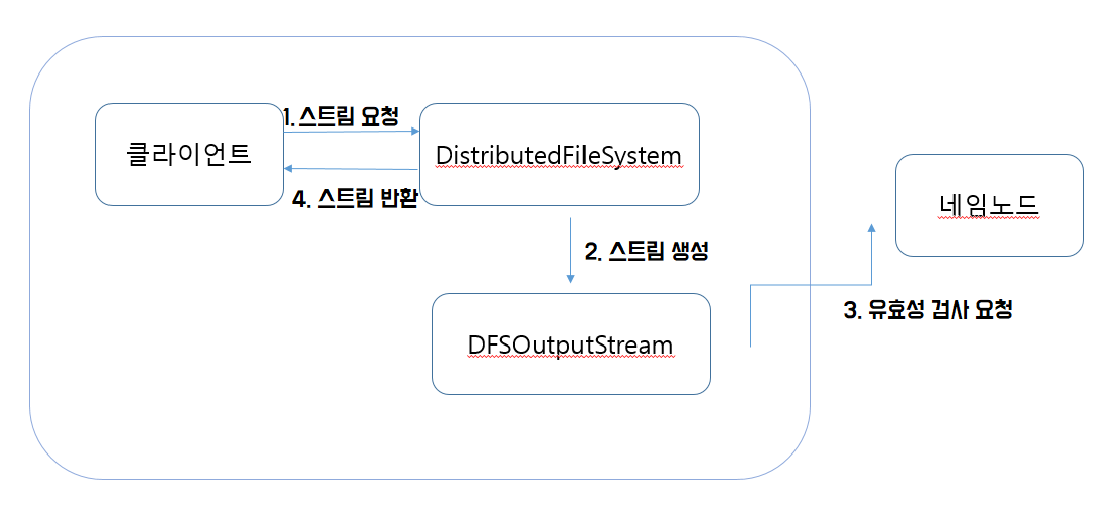 1. 스트림 요청
클라이언트
DistributedFileSystem
4. 스트림 반환
네임노드
2. 스트림 생성
3. 유효성 검사 요청
DFSOutputStream